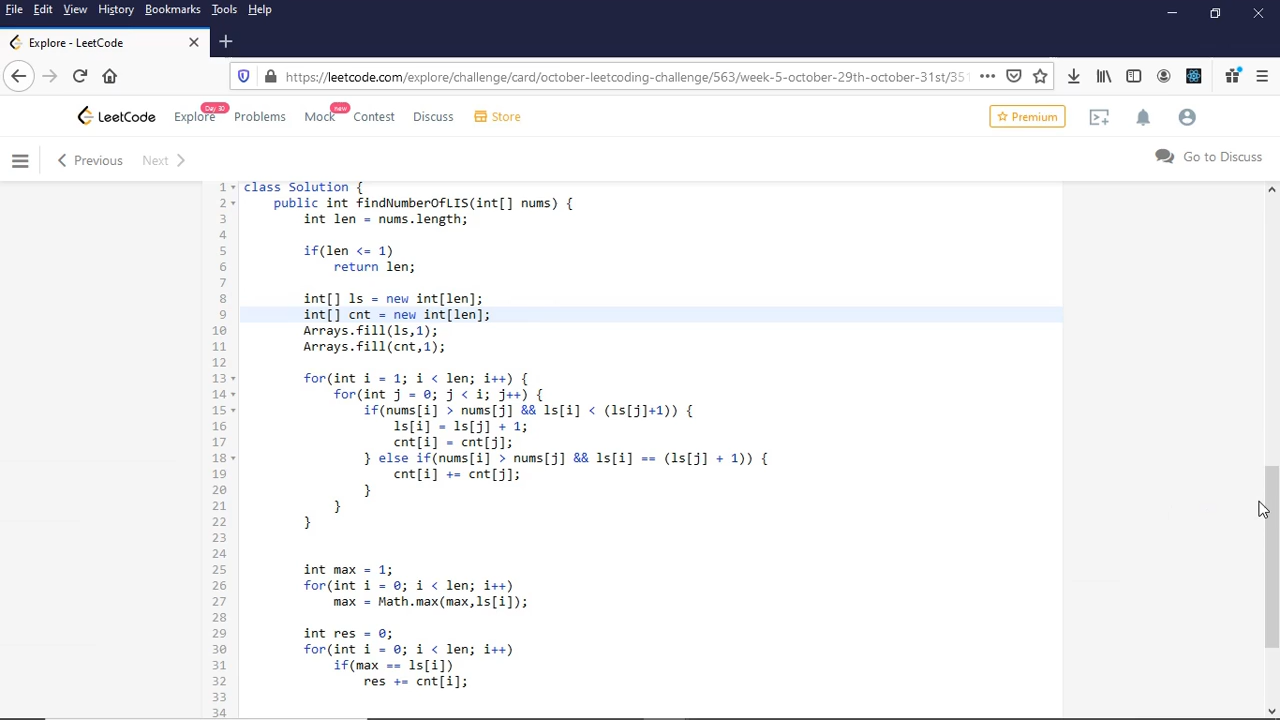 File Edit View History Bookmarks Tools Help
Explore - LeetCode
https://leetcode.com/explore/challenge/card/october-leetcoding-challenge/563/week-5-october-29th-october-31st/351
LeetCode Explore Day 30 Problems Mock new Contest Discuss Store Premium
Previous Next Go to Discuss
1 class Solution {
2 public int findNumberOfLIS(int[] nums) {
3 int len = nums.length;
4
5 if(len <= 1)
6 return len;
7
8 int[] ls = new int[len];
9 int[] cnt = new int[len];
10 Arrays.fill(ls,1);
11 Arrays.fill(cnt,1);
12
13 for(int i = 1; i < len; i++) {
14 for(int j = 0; j < i; j++) {
15 if(nums[i] > nums[j] && ls[i] < (ls[j]+1)) {
16 ls[i] = ls[j] + 1;
17 cnt[i] = cnt[j];
18 } else if(nums[i] > nums[j] && ls[i] == (ls[j] + 1)) {
19 cnt[i] += cnt[j];
20 }
21 }
22 }
23
24
25 int max = 1;
26 for(int i = 0; i < len; i++)
27 max = Math.max(max,ls[i]);
28
29 int res = 0;
30 for(int i = 0; i < len; i++)
31 if(max == ls[i])
32 res += cnt[i];
33
34